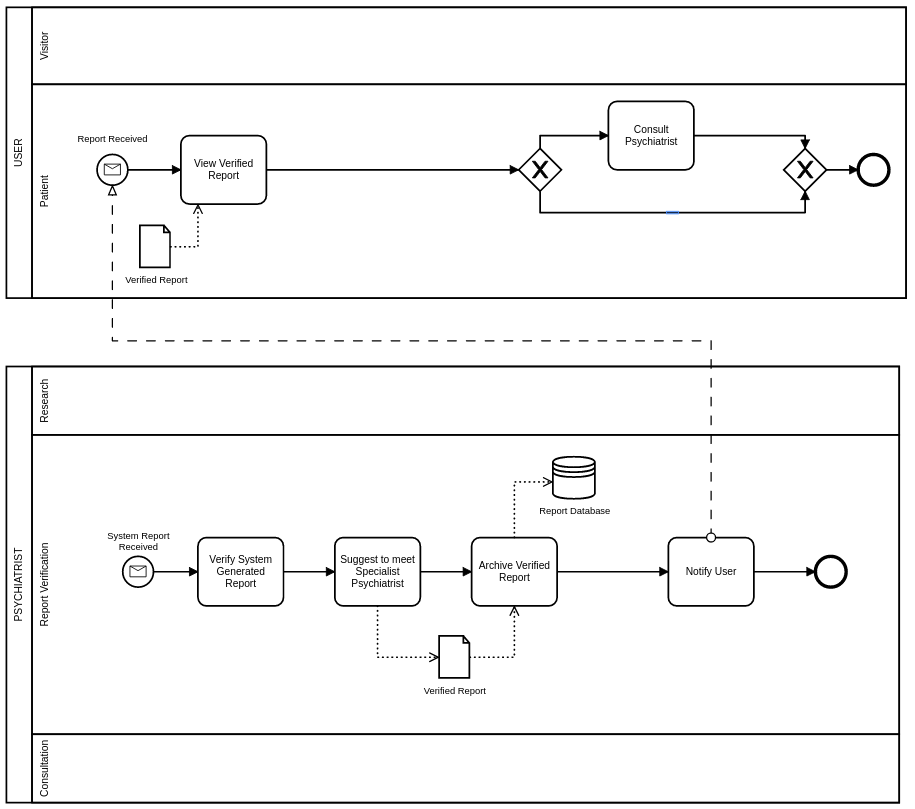 USER
Visitor
Patient
Report Received
View Verified
Report
Verified Report
Consult
Psychiatrist
PSYCHIATRIST
Research
Report Verification
Consultation
System Report
Received
Verify System
Generated
Report
Suggest to meet
Specialist
Psychiatrist
Archive Verified
Report
Report Database
Verified Report
Notify User